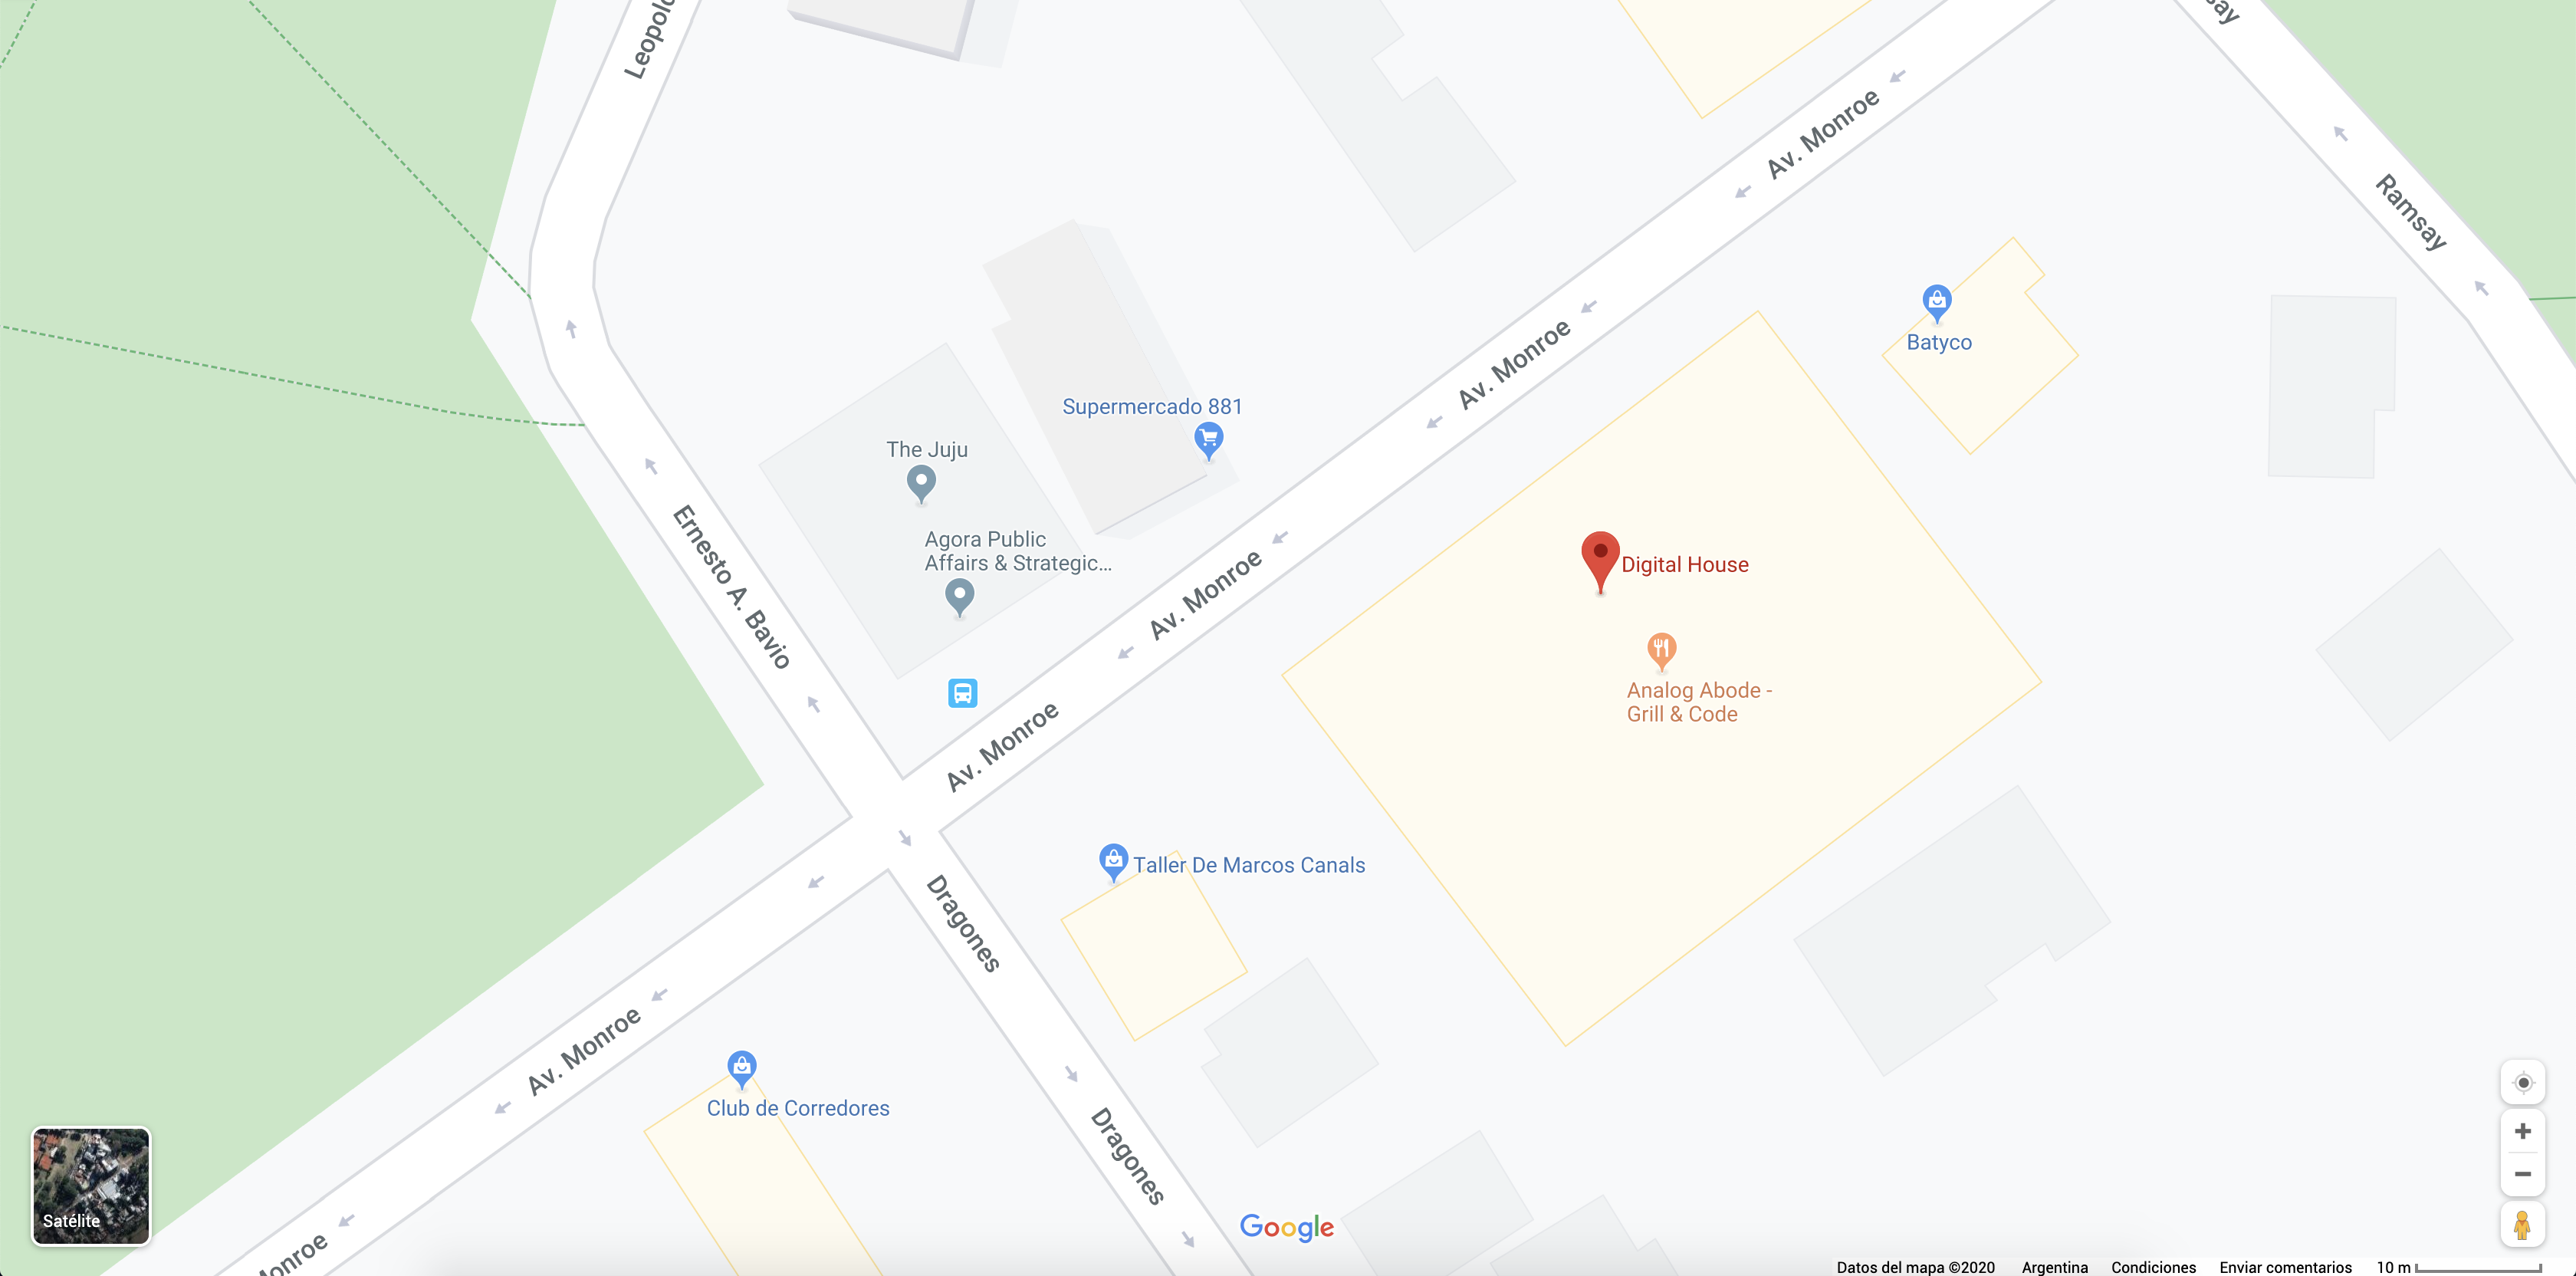 Leopold
say
Av. Monroe
Ramsay
Av. Monroe
Batyco
Supermercado 881
The Juju
Agora Public
Affairs & Strategic...
Ernesto A. Bavio
Av. Monroe
Digital House
Analog Abode -
Grill & Code
Av. Monroe
Taller De Marcos Canals
Dragones
Av. Monroe
Club de Corredores
Dragones
Satélite
Monroe
Google
Datos del mapa ©2020 Argentina Condiciones Enviar comentarios 10 m